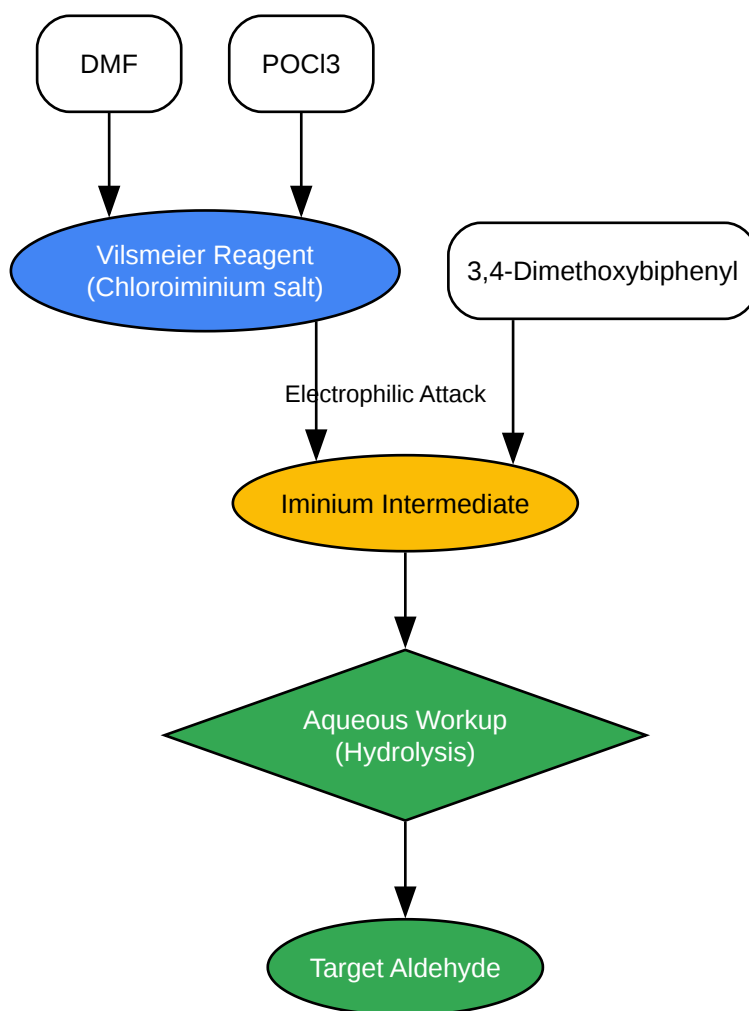 DMF
POCl3
Vilsmeier Reagent
(Chloroiminium salt)
3,4-Dimethoxybiphenyl
Electrophilic Attack
Iminium Intermediate
Aqueous Workup
(Hydrolysis)
Target Aldehyde